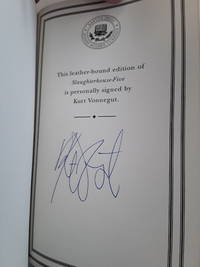 This leather-bound edition of
Slaughterhouse-Five
is personally signed by
Kurt Vonnegut.